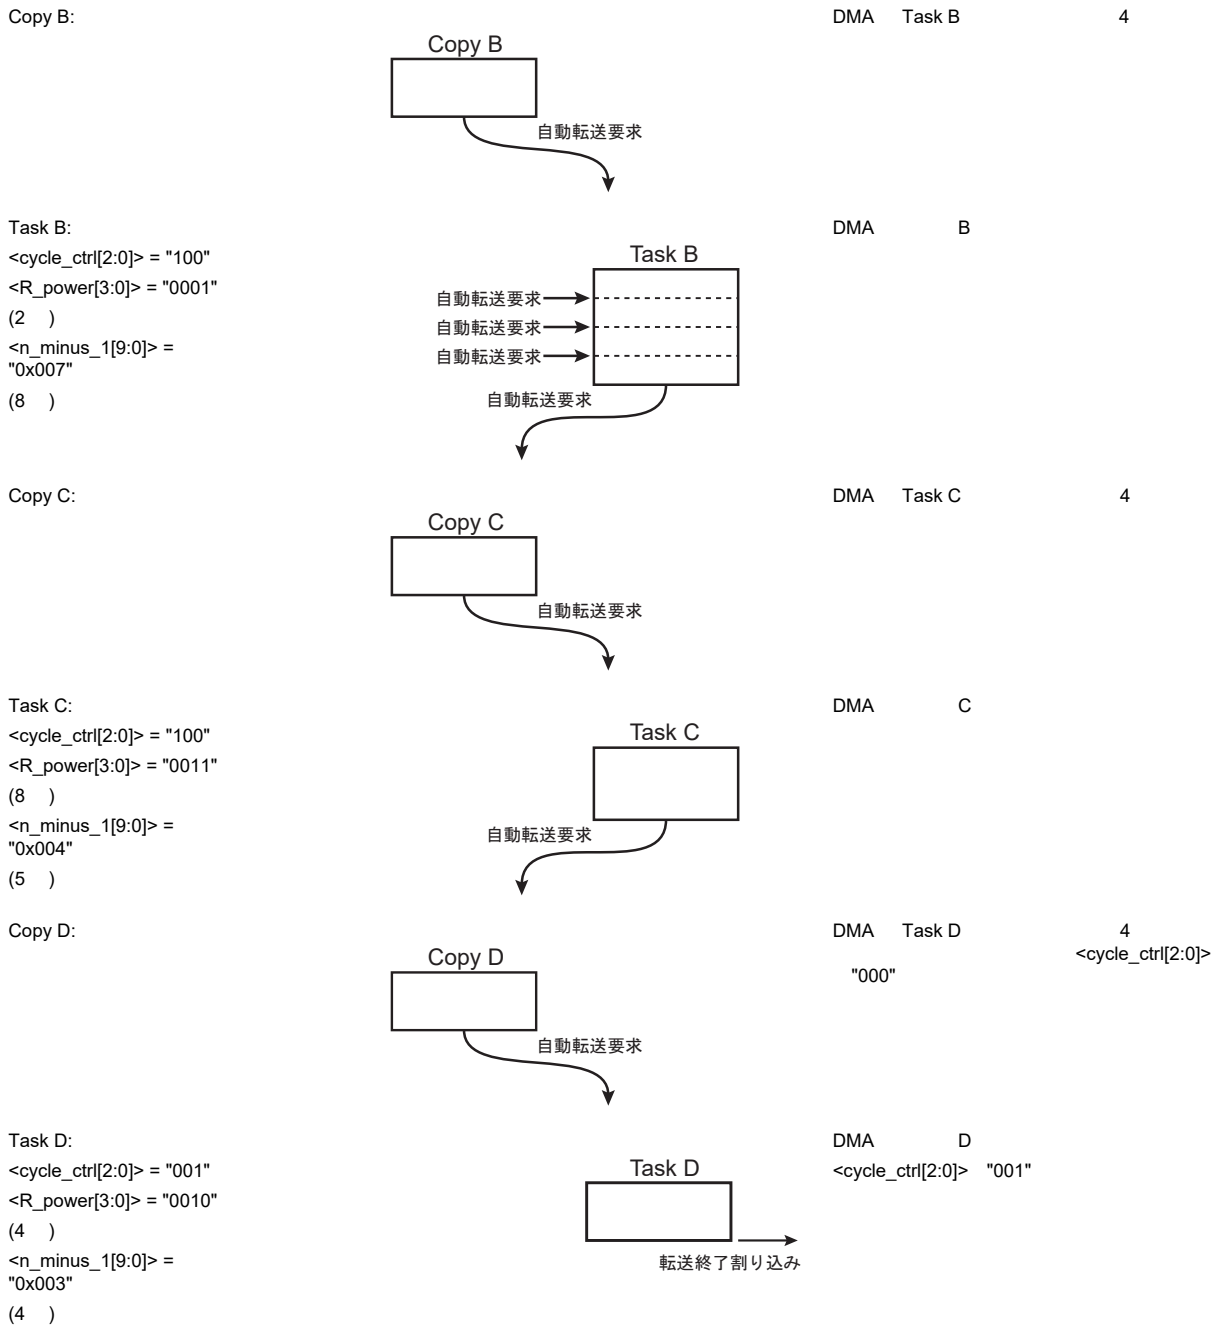 Copy B:
DMA Task B 4
Copy B
自動転送要求
Task B:
DMA B
<cycle_ctrl[2:0]> = "100"
Task B
<R_power[3:0]> = "0001"
自動転送要求
(2 )
自動転送要求
<n_minus_1[9:0]> =
自動転送要求
"0x007"
(8 )
自動転送要求
Copy C:
DMA Task C 4
Copy C
自動転送要求
Task C:
DMA C
<cycle_ctrl[2:0]> = "100"
Task C
<R_power[3:0]> = "0011"
(8 )
<n_minus_1[9:0]> =
"0x004"
自動転送要求
(5 )
Copy D:
DMA Task D 4
<cycle_ctrl[2:0]>
"000"
Copy D
自動転送要求
Task D:
DMA D
<cycle_ctrl[2:0]> = "001"
Task D
<cycle_ctrl[2:0]> "001"
<R_power[3:0]> = "0010"
(4 )
<n_minus_1[9:0]> =
転送終了割り込み
"0x003"
(4 )